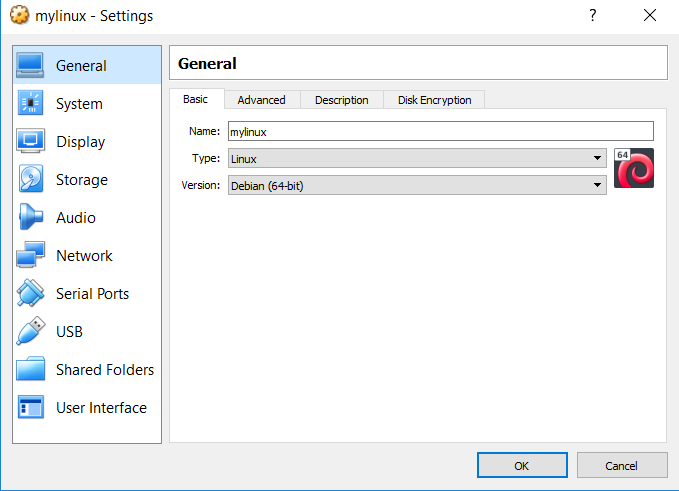 mylinux - Settings
?
General
System
Display
Storage
Audio
Network
Serial Ports
USB
Shared Folders
User Interface
General
Basic Advanced Description Disk Encryption
Name: mylinux
Type: Linux
Version: Debian (64-bit)
64
OK Cancel